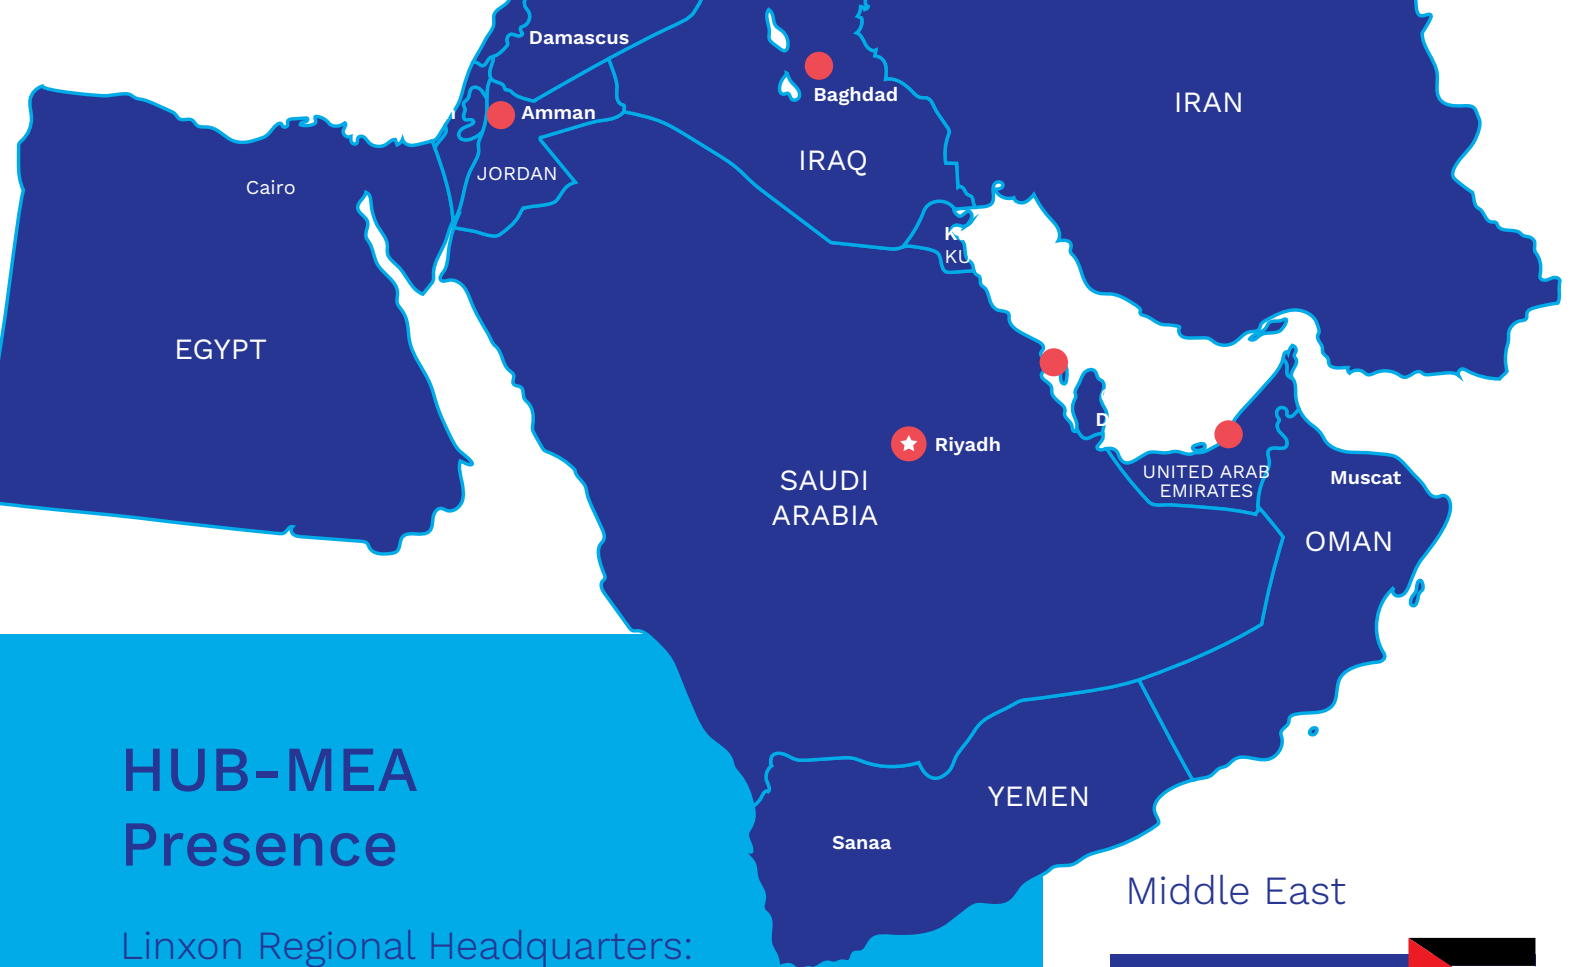 Damascus
Baghdad
IRAN
Amman
IRAQ
JORDAN
Cairo
K
KU
EGYPT
D
Riyadh
UNITED ARAB
EMIRATES
Muscat
SAUDI
ARABIA
OMAN
HUB-MEA
Presence
YEMEN
Sanaa
Middle East
Linxon Regional Headquarters: